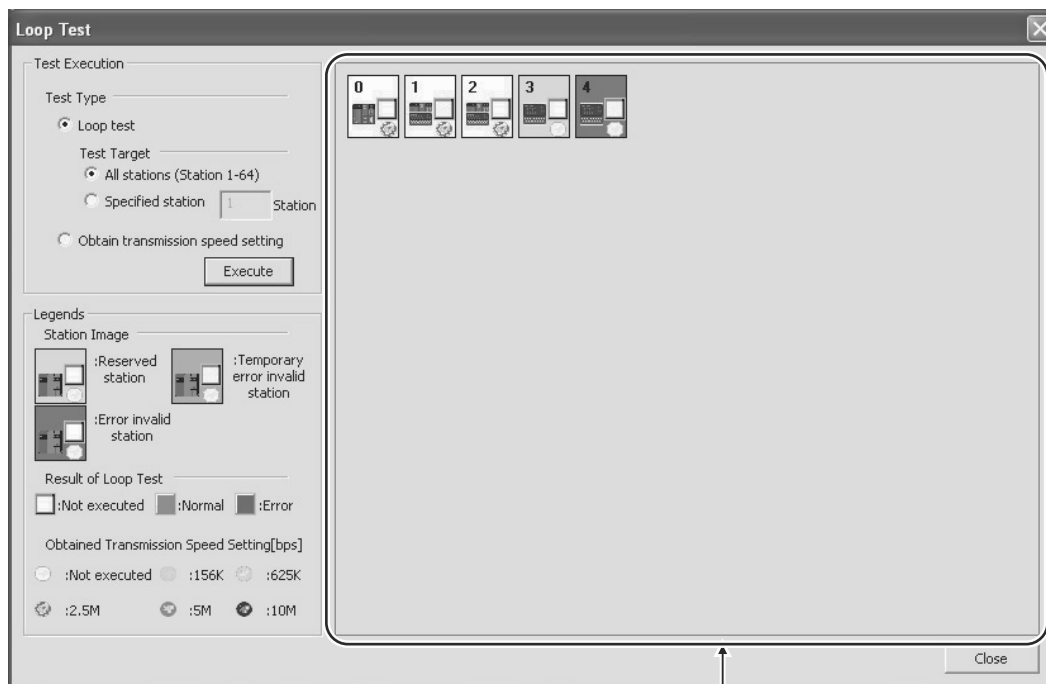 Loop Test
Test Execution
Test Type
Loop test
Test Target
All stations (Station 1-64)
Specified station 1 Station
Obtain transmission speed setting
Execute
Legends
Station Image
:Reserved station
:Temporary error invalid station
:Error invalid station
Result of Loop Test
:Not executed :Normal :Error
Obtained Transmission Speed Setting[bps]
:Not executed :156K :625K
:2.5M :5M :10M
0 1 2 3 4
Close